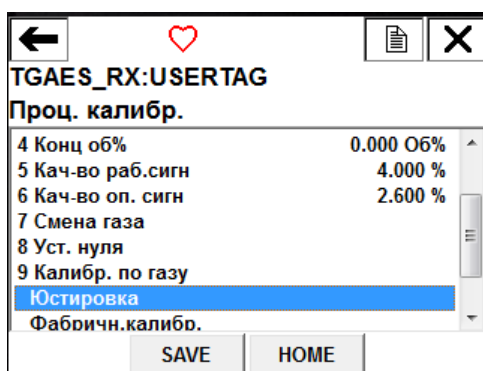 TGAES_RX:USERTAG
Проц. калибр.
4 Конц об% 0.000 Об%
5 Кач-во раб.сигн 4.000 %
6 Кач-во оп. сигн 2.600 %
7 Смена газа
8 Уст. нуля
9 Калибр. по газу
Юстировка
Фабричн.калибр.
SAVE HOME